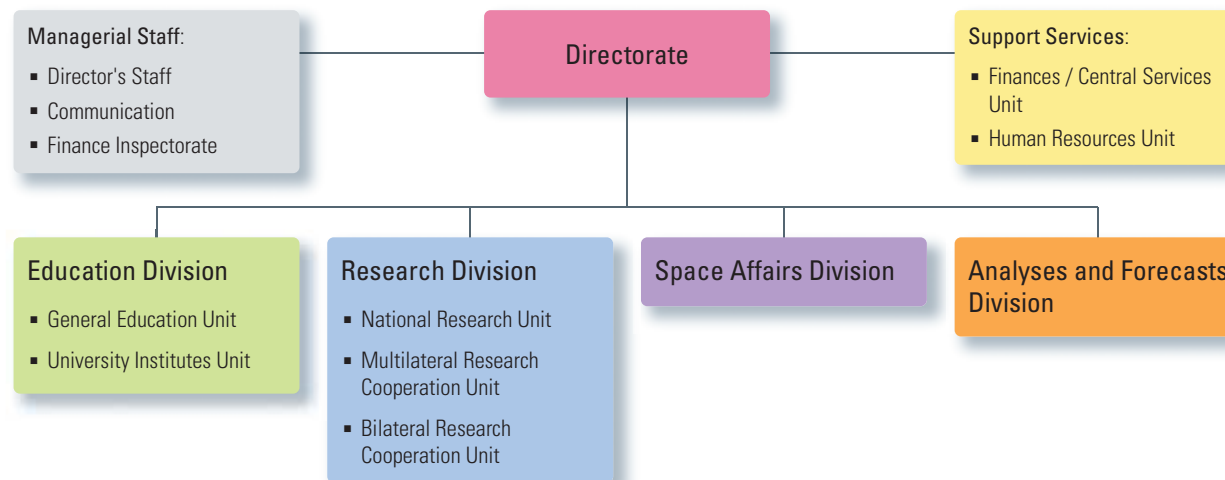 Managerial Staff:
▪ Director's Staff
▪ Communication
▪ Finance Inspectorate
Directorate
Support Services:
▪ Finances / Central Services
Unit
▪ Human Resources Unit
Education Division
▪ General Education Unit
▪ University Institutes Unit
Research Division
▪ National Research Unit
▪ Multilateral Research
Cooperation Unit
▪ Bilateral Research
Cooperation Unit
Space Affairs Division
Analyses and Forecasts
Division